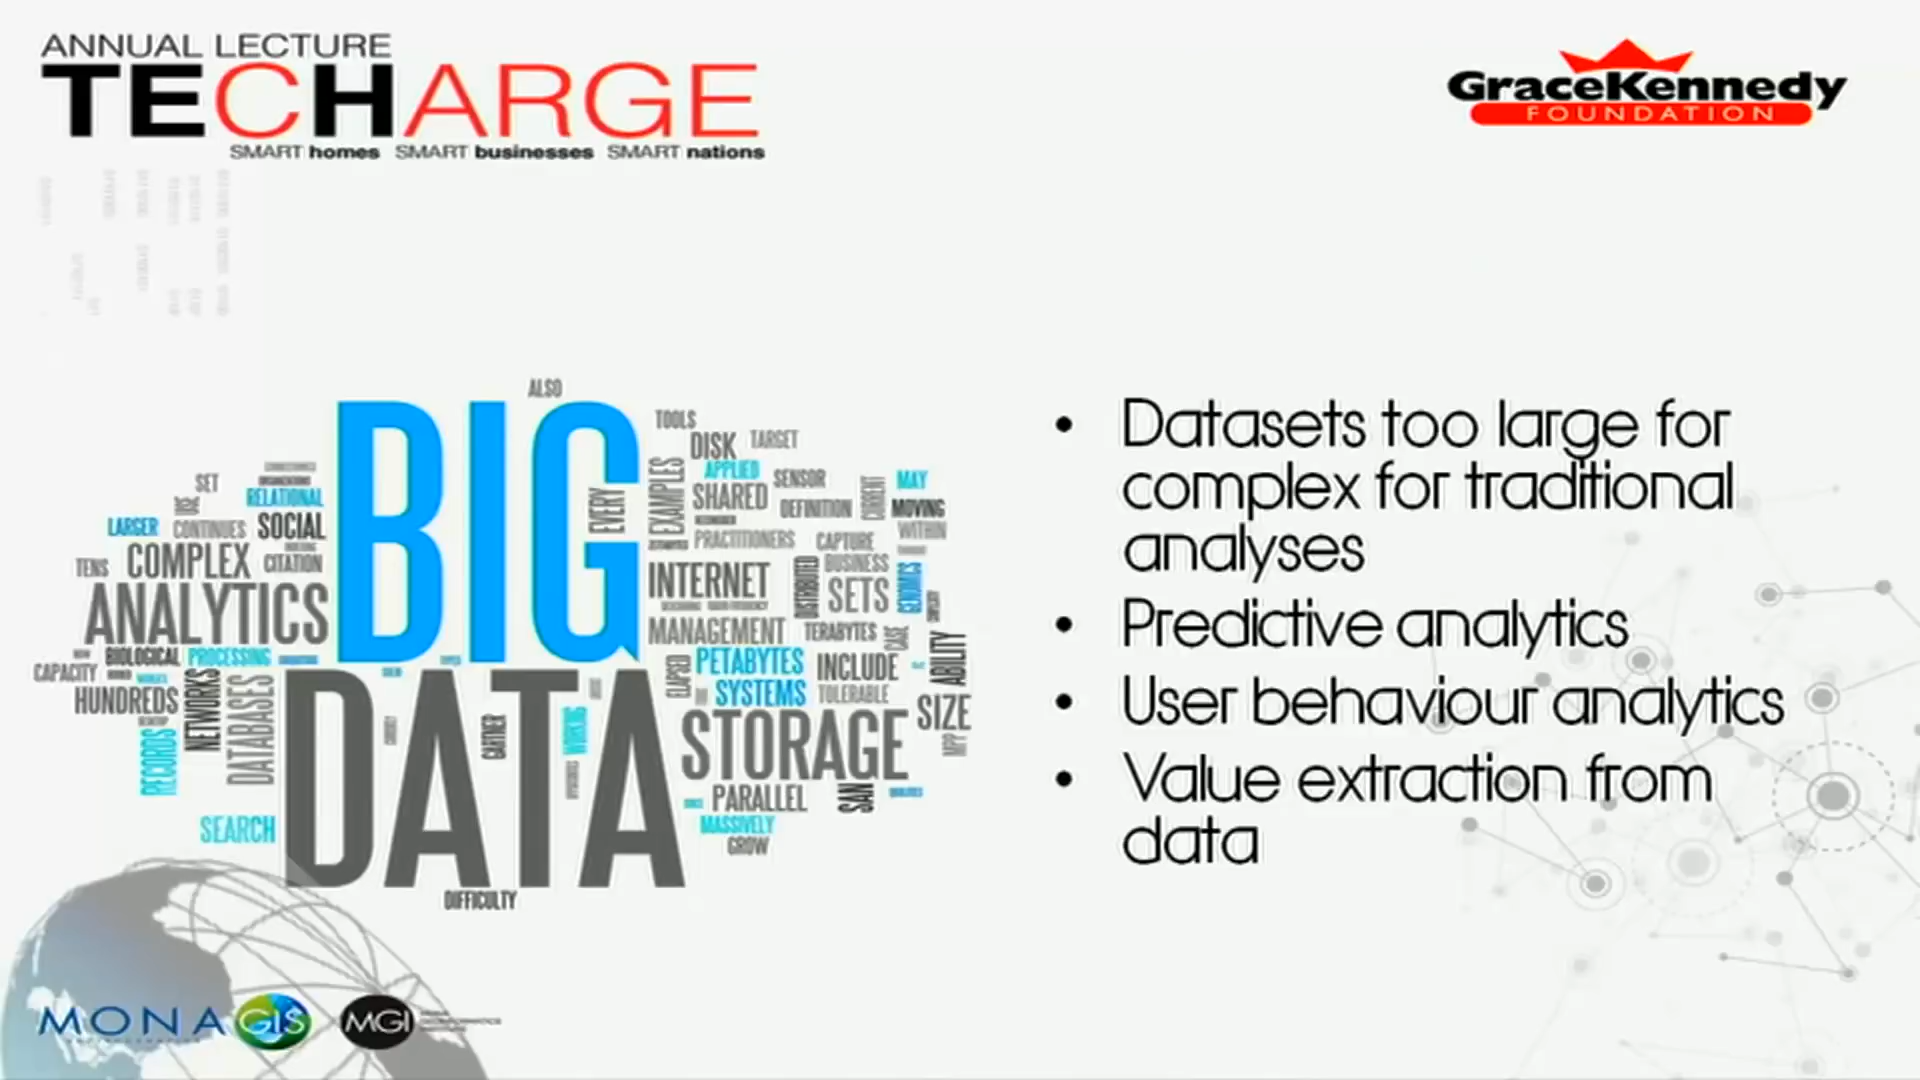 ANNUAL LECTURE
TECHARGE
SMART homes SMART businesses SMART nations
GraceKennedy
FOUNDATION
ALSO
TOOLS
DISK
TARGET
SET
RELATIONAL
APPLIED
SENSOR
MAY
EXAMPLES
EVERY
SHARED
DEFINITION
CURRENT
MOVING
LARGER
CONTINUES
SOCIAL
WITHIN
PRACTITIONERS
CAPTURE
TENS
COMPLEX
CITATION
BIG
INTERNET
DISTRIBUTED
BUSINESS
SETS
GENOMICS
ANALYTICS
MANAGEMENT
TERABYTES
CASE
ABILITY
BIOLOGICAL
PROCESSING
CAPACITY
ELAPSED
PETABYTES
INCLUDE
HUNDREDS
NETWORKS
DATABASES
SYSTEMS
TOLERABLE
DATA
GARTNER
WORKING
STORAGE
SIZE
MPP
RECORDS
PARALLEL
SAN
SEARCH
MASSIVELY
GROW
DIFFICULTY
• Datasets too large for
complex for traditional
analyses
• Predictive analytics
• User behaviour analytics
• Value extraction from
data
MONA GIS
MGI